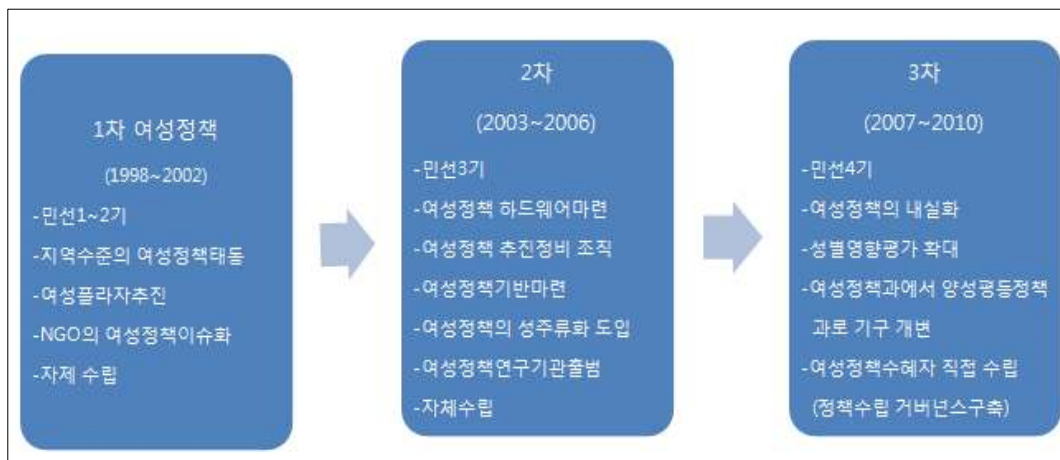 1차 여성정책
(1998~2002)
-민선1~2기
-지역수준의 여성정책태동
-여성플라자추진
-NGO의 여성정책이슈화
-자제 수립
2차
(2003~2006)
-민선3기
-여성정책 하드웨어마련
-여성정책 추진정비 조직
-여성정책기반마련
-여성정책의 성주류화 도입
-여성정책연구기관출범
-자체수립
3차
(2007~2010)
-민선4기
-여성정책의 내실화
-성별영향평가 확대
-여성정책과에서 양성평등정책
과로 기구 개변
-여성정책수혜자 직접 수립
(정책수립 거버넌스구축)